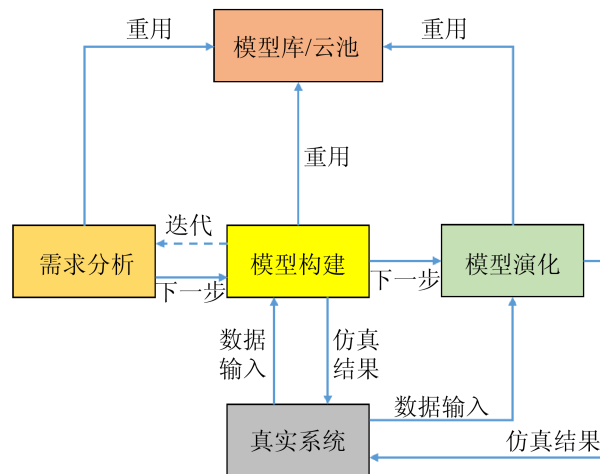 重用
模型库/云池
重用
重用
需求分析
迭代
下一步
模型构建
下一步
模型演化
数据
输入
仿真
结果
真实系统
数据输入
仿真结果